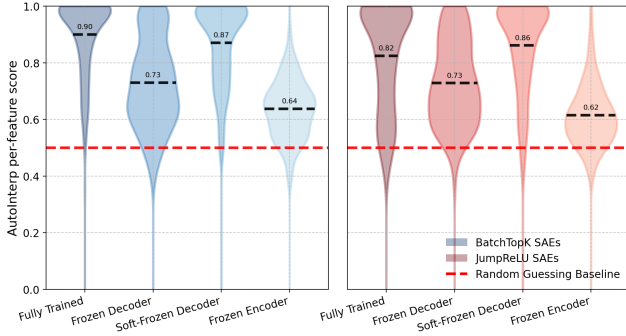 AutoInterp per-feature score
1.0
0.8
0.6
0.4
0.2
0.0
0.90
0.73
0.87
0.64
Fully Trained
Frozen Decoder
Soft-Frozen Decoder
Frozen Encoder
0.82
0.73
0.86
0.62
BatchTopK SAEs
JumpReLU SAEs
Random Guessing Baseline
Fully Trained
Frozen Decoder
Soft-Frozen Decoder
Frozen Encoder